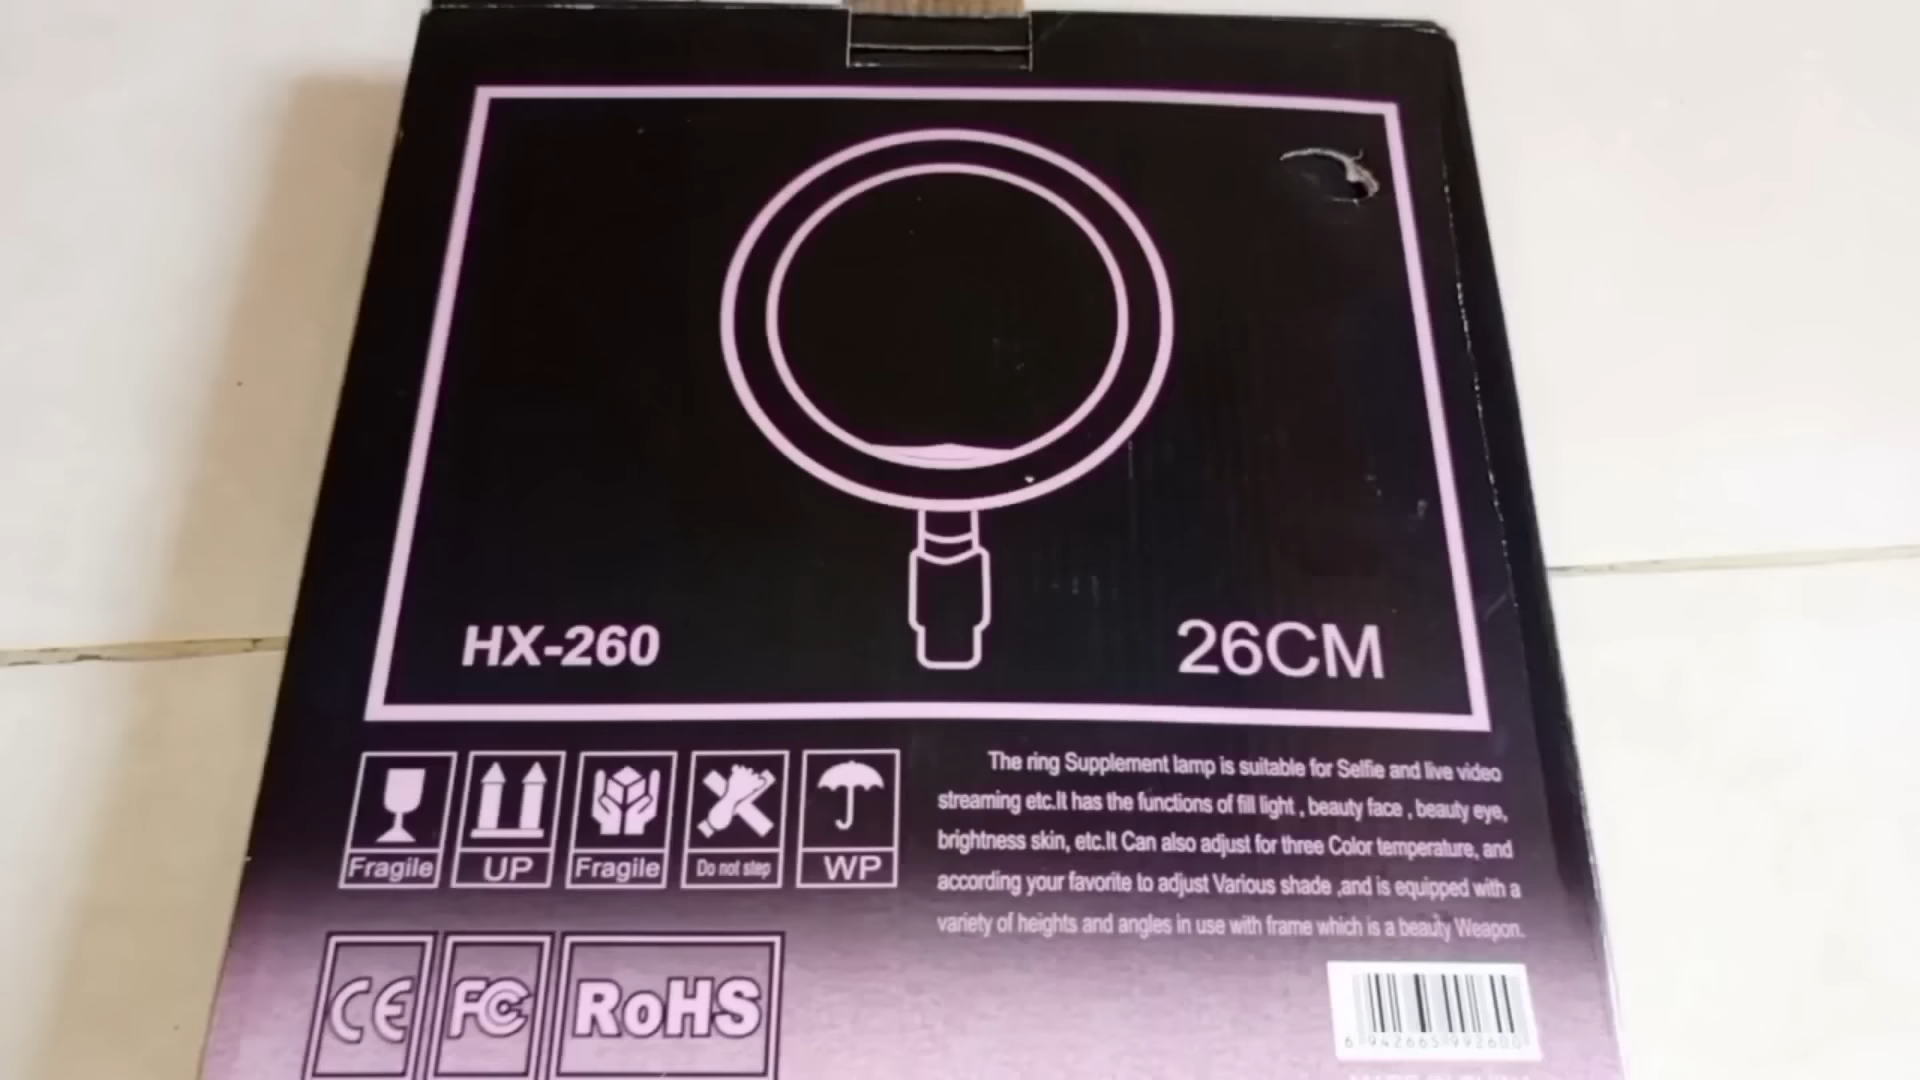 HX-260
26CM
Fragile
UP
Fragile
Do not step
WP
The ring Supplement lamp is suitable for Selfie and live video
streaming etc.It has the functions of fill light , beauty face , beauty eye,
brightness skin, etc.It Can also adjust for three Color temperature, and
according your favorite to adjust Various shade ,and is equipped with a
variety of heights and angles in use with frame which is a beauty Weapon.
CE
FC
RoHS
6 942665 992600